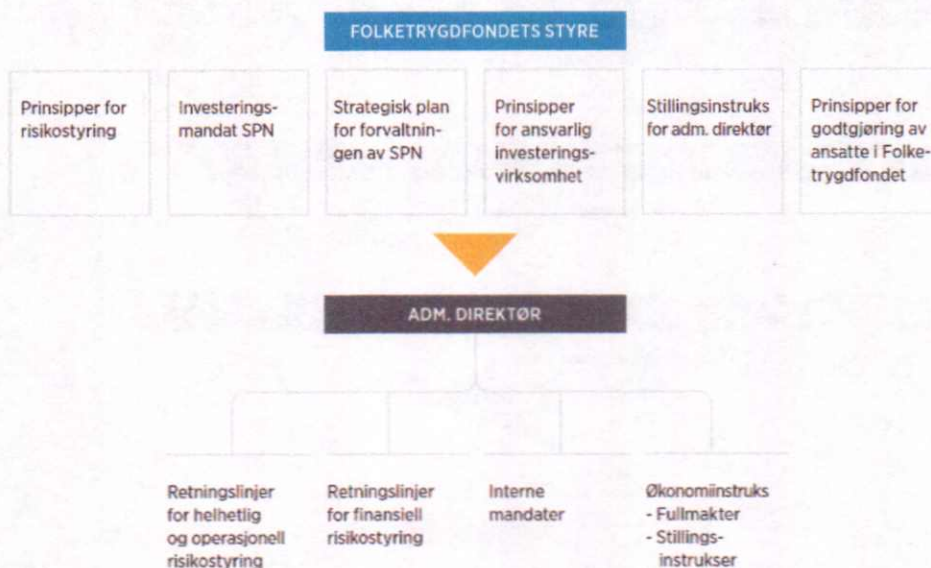 FOLKETRYGDFONDETS STYRE
Prinsipper for
risikostyring
Investerings-
mandat SPN
Strategisk plan
for forvaltnin-
gen av SPN
Prinsipper
for ansvarlig
investerings-
virksomhet
Stillingsinstruks
for adm. direktør
Prinsipper for
godtgjøring av
ansatte i Folke-
trygdfondet
ADM. DIREKTØR
Retningslinjer
for helhetlig
og operasjonell
risikostyring
Retningslinjer
for finansiell
risikostyring
Interne
mandater
Økonomiinstruks
- Fullmakter
- Stillings-
instrukser